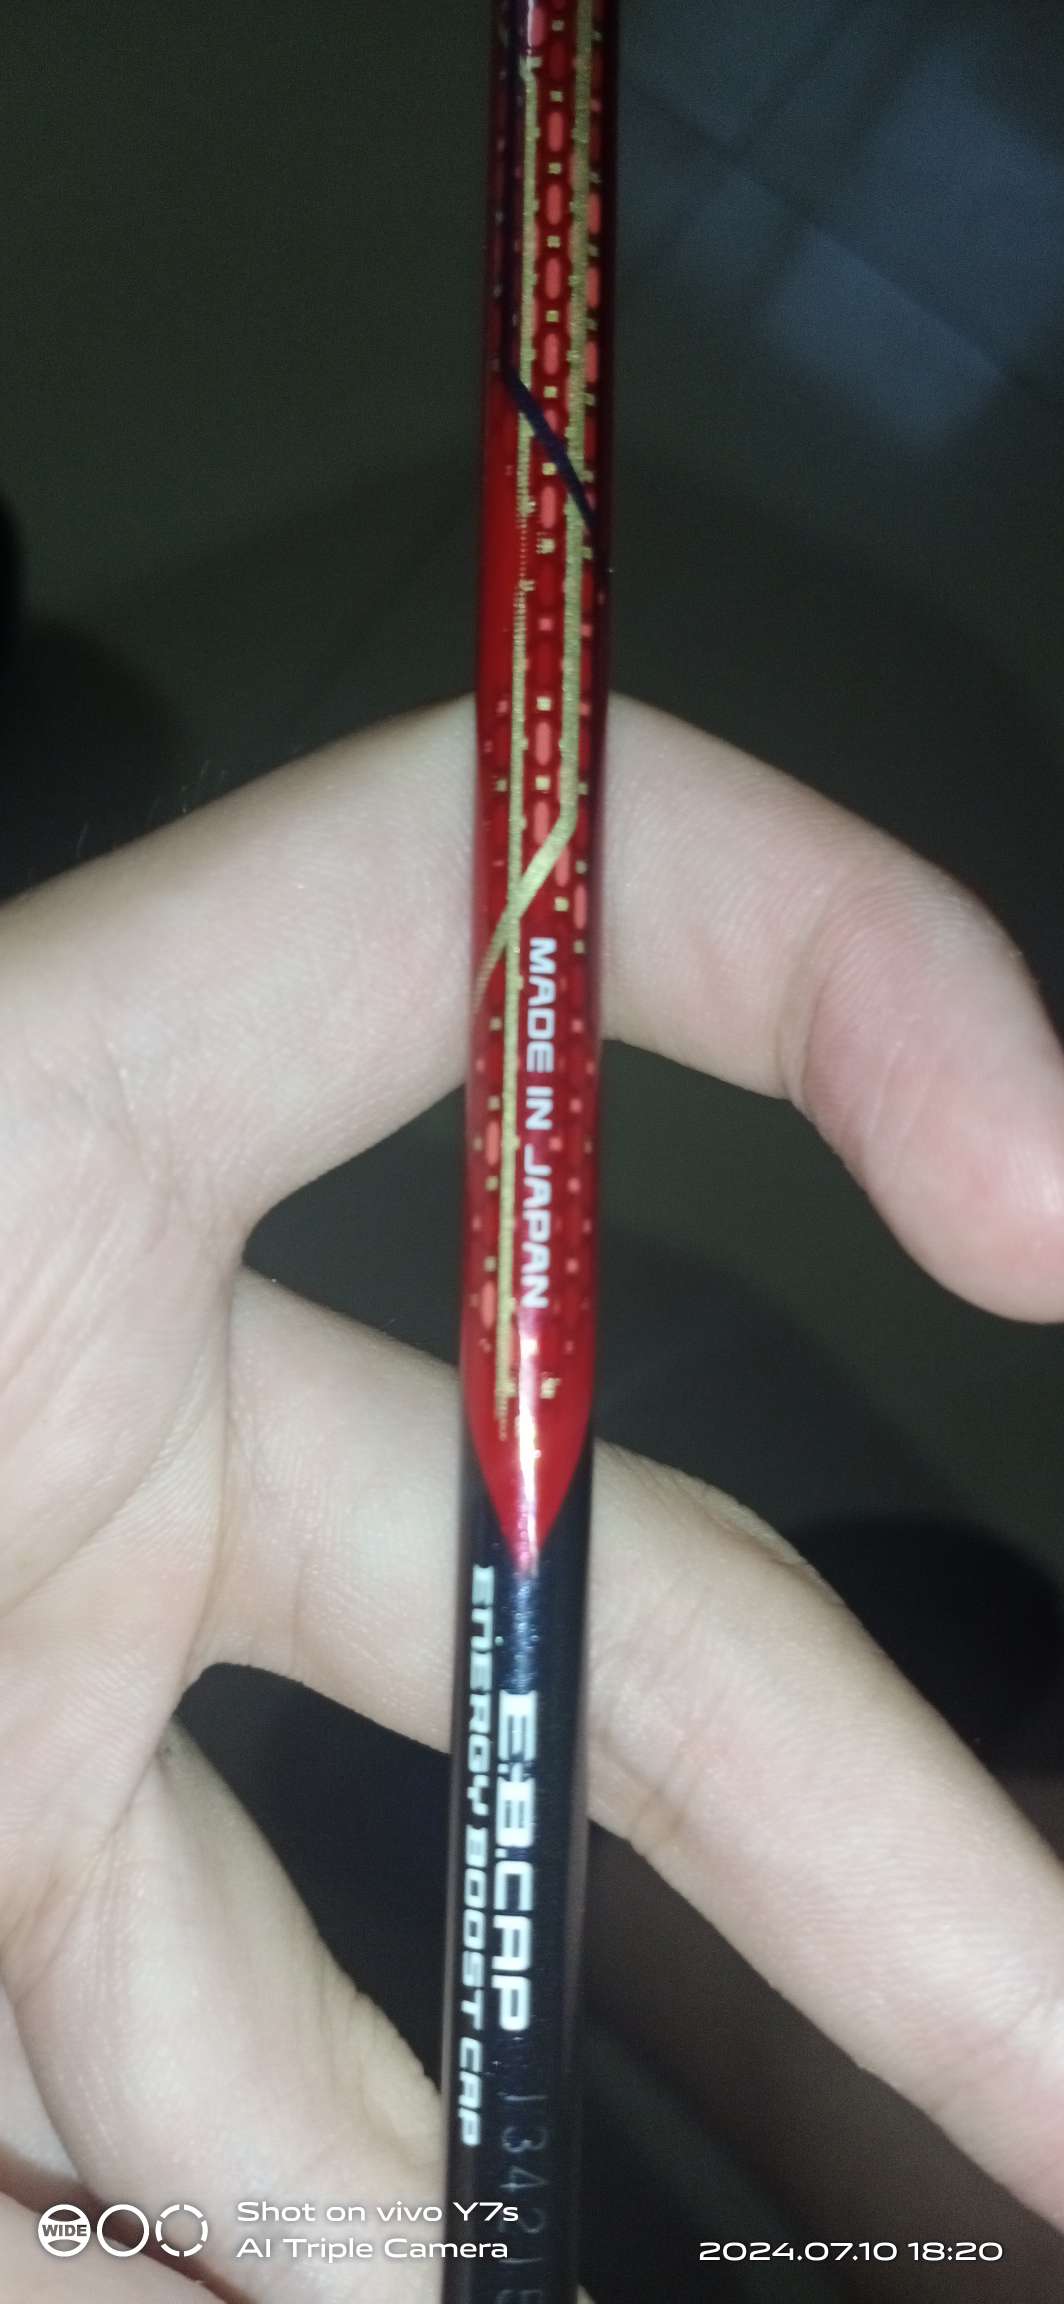 MADE IN JAPAN
E.B.CAP
ENERGY BOOST CAP
WIDE
Shot on vivo Y7s
AI Triple Camera
2024.07.10 18:20